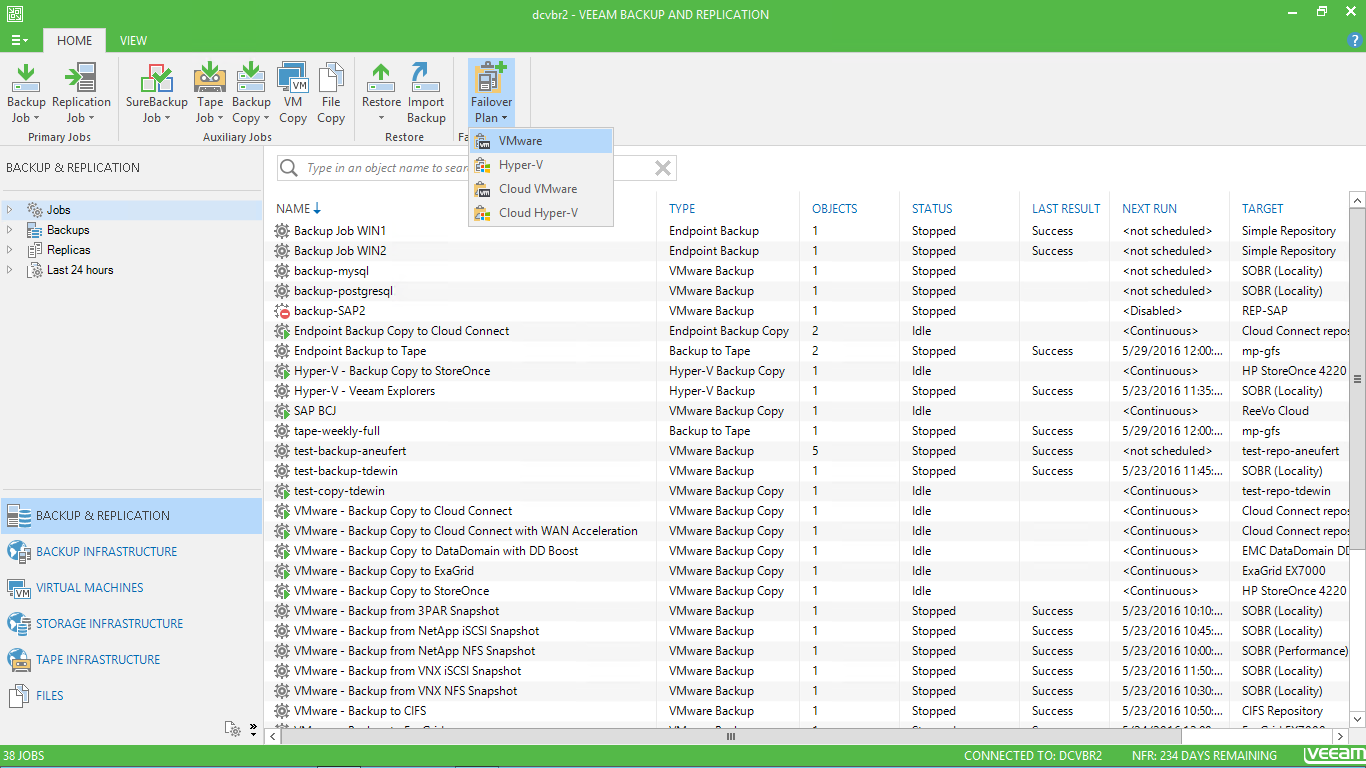 dcvbr2 - VEEAM BACKUP AND REPLICATION
HOME VIEW
Backup Job
Replication Job
SureBackup Job
Tape Job
Backup Copy
VM Copy
File Copy
Restore
Import Backup
Failover Plan
Primary Jobs
Auxiliary Jobs
Restore
VMware
Hyper-V
Cloud VMware
Cloud Hyper-V
BACKUP & REPLICATION
Jobs
Backups
Replicas
Last 24 hours
BACKUP & REPLICATION
BACKUP INFRASTRUCTURE
VIRTUAL MACHINES
STORAGE INFRASTRUCTURE
TAPE INFRASTRUCTURE
FILES
Type in an object name to
NAME TYPE OBJECTS STATUS LAST RESULT NEXT RUN TARGET
Backup Job WIN1 Endpoint Backup 1 Stopped Success <not scheduled> Simple Repository
Backup Job WIN2 Endpoint Backup 1 Stopped Success <not scheduled> Simple Repository
backup-mysql VMware Backup 1 Stopped <not scheduled> SOBR (Locality)
backup-postgresql VMware Backup 1 Stopped <not scheduled> SOBR (Locality)
backup-SAP2 VMware Backup 1 Stopped <Disabled> REP-SAP
Endpoint Backup Copy to Cloud Connect Endpoint Backup Copy 2 Idle <Continuous> Cloud Connect repos
Endpoint Backup to Tape Backup to Tape 2 Stopped Success 5/29/2016 12:00:... mp-gfs
Hyper-V - Backup Copy to StoreOnce Hyper-V Backup Copy 1 Idle <Continuous> HP StoreOnce 4220
Hyper-V - Veeam Explorers Hyper-V Backup 1 Stopped Success 5/23/2016 11:35:... SOBR (Locality)
SAP BCJ VMware Backup Copy 1 Idle <Continuous> ReeVo Cloud
tape-weekly-full Backup to Tape 1 Stopped Success 5/29/2016 12:00:... mp-gfs
test-backup-aneufert VMware Backup 5 Stopped Success <not scheduled> test-repo-aneufert
test-backup-tdewin VMware Backup 1 Stopped Success 5/23/2016 11:45:... SOBR (Locality)
test-copy-tdewin VMware Backup Copy 1 Idle <Continuous> test-repo-tdewin
VMware - Backup Copy to Cloud Connect VMware Backup Copy 1 Idle <Continuous> Cloud Connect repos
VMware - Backup Copy to Cloud Connect with WAN Acceleration VMware Backup Copy 1 Idle <Continuous> Cloud Connect repos
VMware - Backup Copy to DataDomain with DD Boost VMware Backup Copy 1 Idle <Continuous> EMC DataDomain DD
VMware - Backup Copy to ExaGrid VMware Backup Copy 1 Idle <Continuous> ExaGrid EX7000
VMware - Backup Copy to StoreOnce VMware Backup Copy 1 Idle <Continuous> HP StoreOnce 4220
VMware - Backup from 3PAR Snapshot VMware Backup 1 Stopped Success 5/23/2016 10:10:... SOBR (Locality)
VMware - Backup from NetApp iSCSI Snapshot VMware Backup 1 Stopped Success 5/23/2016 10:45:... SOBR (Locality)
VMware - Backup from NetApp NFS Snapshot VMware Backup 1 Stopped Success 5/23/2016 10:00:... SOBR (Performance)
VMware - Backup from VNX iSCSI Snapshot VMware Backup 1 Stopped Success 5/23/2016 11:50:... SOBR (Locality)
VMware - Backup from VNX NFS Snapshot VMware Backup 1 Stopped Success 5/23/2016 10:30:... SOBR (Locality)
VMware - Backup to CIFS VMware Backup 1 Stopped Success 5/23/2016 10:50:... CIFS Repository
38 JOBS CONNECTED TO: DCVBR2 NFR: 234 DAYS REMAINING veeam